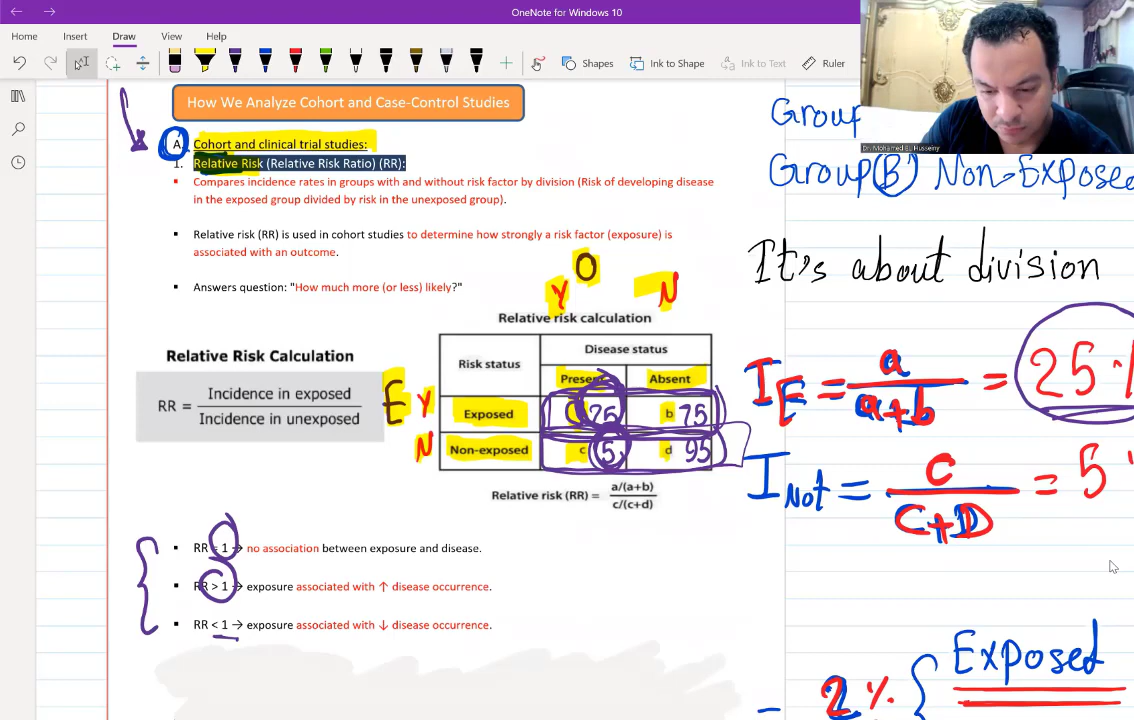 OneNote for Windows 10
Home Insert Draw View Help
Shapes Ink to Shape Ink to Text Ruler
How We Analyze Cohort and Case-Control Studies
A. Cohort and clinical trial studies:
1. Relative Risk (Relative Risk Ratio) (RR):
▪ Compares incidence rates in groups with and without risk factor by division (Risk of developing disease
in the exposed group divided by risk in the unexposed group).
▪ Relative risk (RR) is used in cohort studies to determine how strongly a risk factor (exposure) is
associated with an outcome.
▪ Answers question: "How much more (or less) likely?"
O
Y N
Relative risk calculation
Relative Risk Calculation
RR = Incidence in exposed
Incidence in unexposed
E
Y
N
Risk status Disease status
Present Absent
Exposed 25 b 75
Non-exposed c 5 d 95
Relative risk (RR) = a/(a+b)
c/(c+d)
▪ RR = 1 → no association between exposure and disease.
▪ RR > 1 → exposure associated with ↑ disease occurrence.
▪ RR < 1 → exposure associated with ↓ disease occurrence.
Dr. Mohamed EL Husseiny
Group
Group (B) Non-Exposed
It's about division
IE = a
a+b
= 25
INot = C
C+D
= 5
Exposed
= 2 %